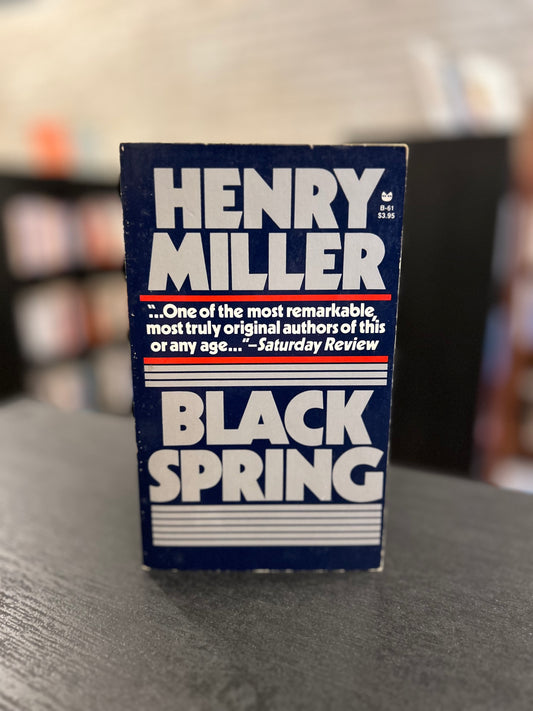 HENRY
MILLER
B-61
$3.95
"...One of the most remarkable,
most truly original authors of this
or any age..."—Saturday Review
BLACK
SPRING